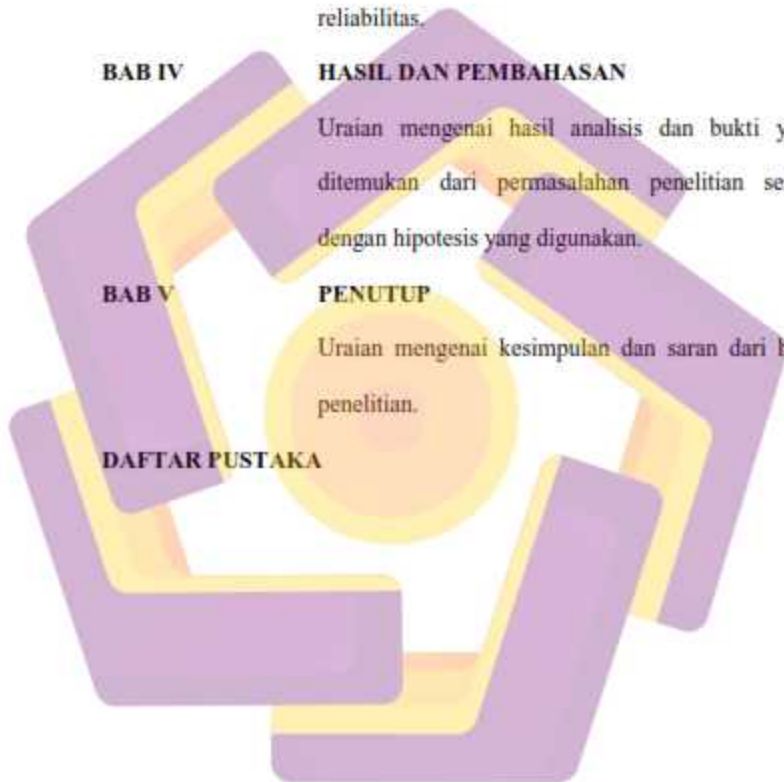 reliabilitas.
BAB IV HASIL DAN PEMBAHASAN
Uraian mengenai hasil analisis dan bukti
ditemukan dari permasalahan penelitian
dengan hipotesis yang digunakan.
BAB V PENUTUP
Uraian mengenai kesimpulan dan saran dari
penelitian.
DAFTAR PUSTAKA